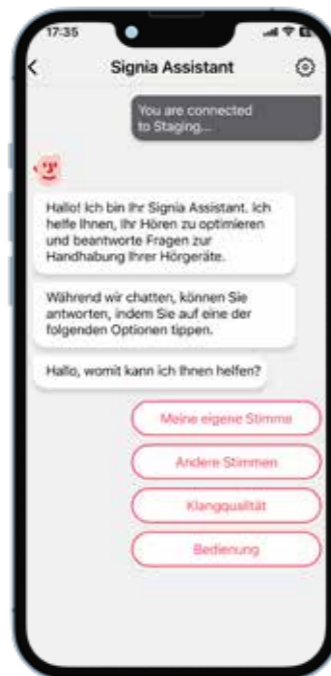 17:35
Signia Assistant
You are connected
to Staging...
Hallo! Ich bin Ihr Signia Assistant. Ich
helfe Ihnen, Ihr Hören zu optimieren
und beantworte Fragen zur
Handhabung Ihrer Hörgeräte.
Während wir chatten, können Sie
antworten, indem Sie auf eine der
folgenden Optionen tippen.
Hallo, womit kann ich Ihnen helfen?
Meine eigene Stimme
Andere Stimmen
Klangqualität
Bedienung